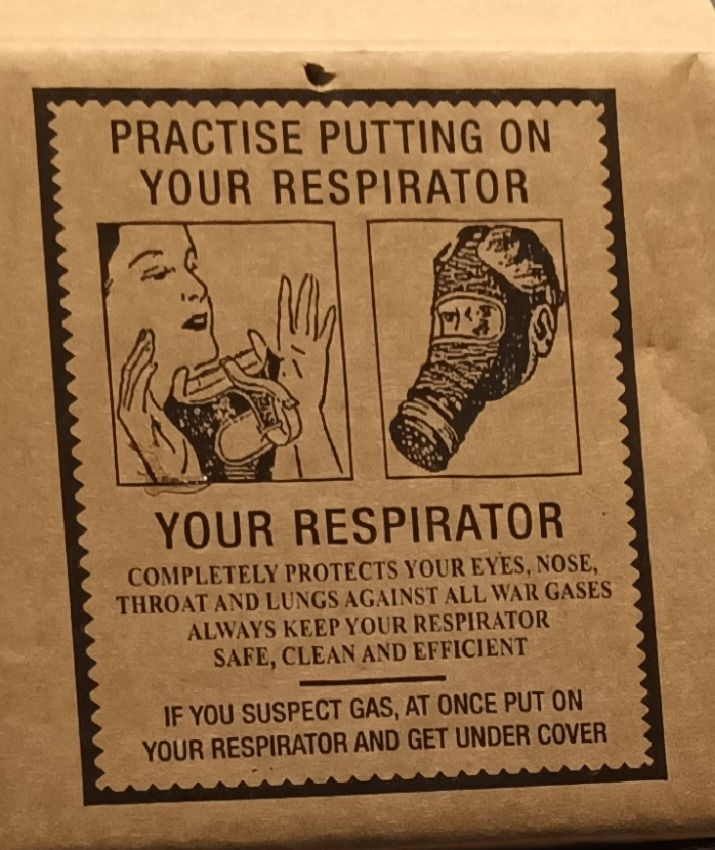 PRACTISE PUTTING ON
YOUR RESPIRATOR
YOUR RESPIRATOR
COMPLETELY PROTECTS YOUR EYES, NOSE,
THROAT AND LUNGS AGAINST ALL WAR GASES
ALWAYS KEEP YOUR RESPIRATOR
SAFE, CLEAN AND EFFICIENT
IF YOU SUSPECT GAS, AT ONCE PUT ON
YOUR RESPIRATOR AND GET UNDER COVER